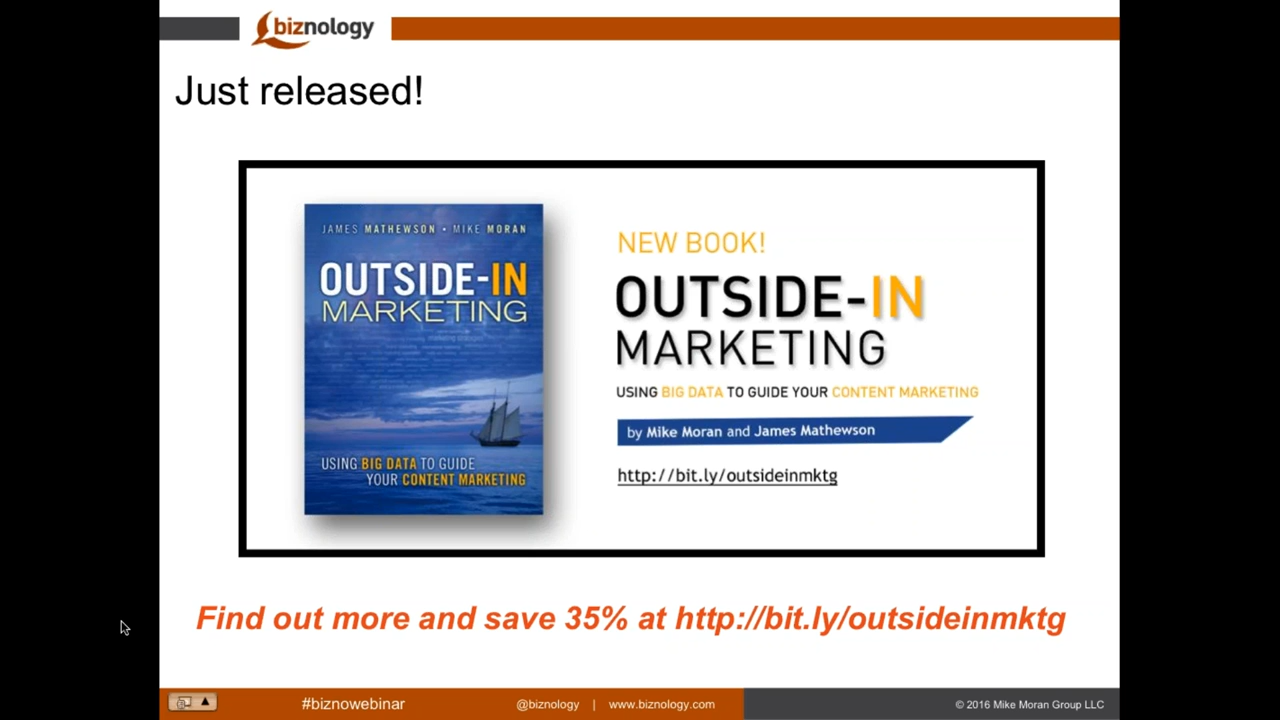 biznology
Just released!
JAMES MATHEWSON • MIKE MORAN
OUTSIDE-IN
MARKETING
USING BIG DATA TO GUIDE
YOUR CONTENT MARKETING
NEW BOOK!
OUTSIDE-IN
MARKETING
USING BIG DATA TO GUIDE YOUR CONTENT MARKETING
by Mike Moran and James Mathewson
http://bit.ly/outsideinmktg
Find out more and save 35% at http://bit.ly/outsideinmktg
#biznowebinar
@biznology | www.biznology.com
© 2016 Mike Moran Group LLC